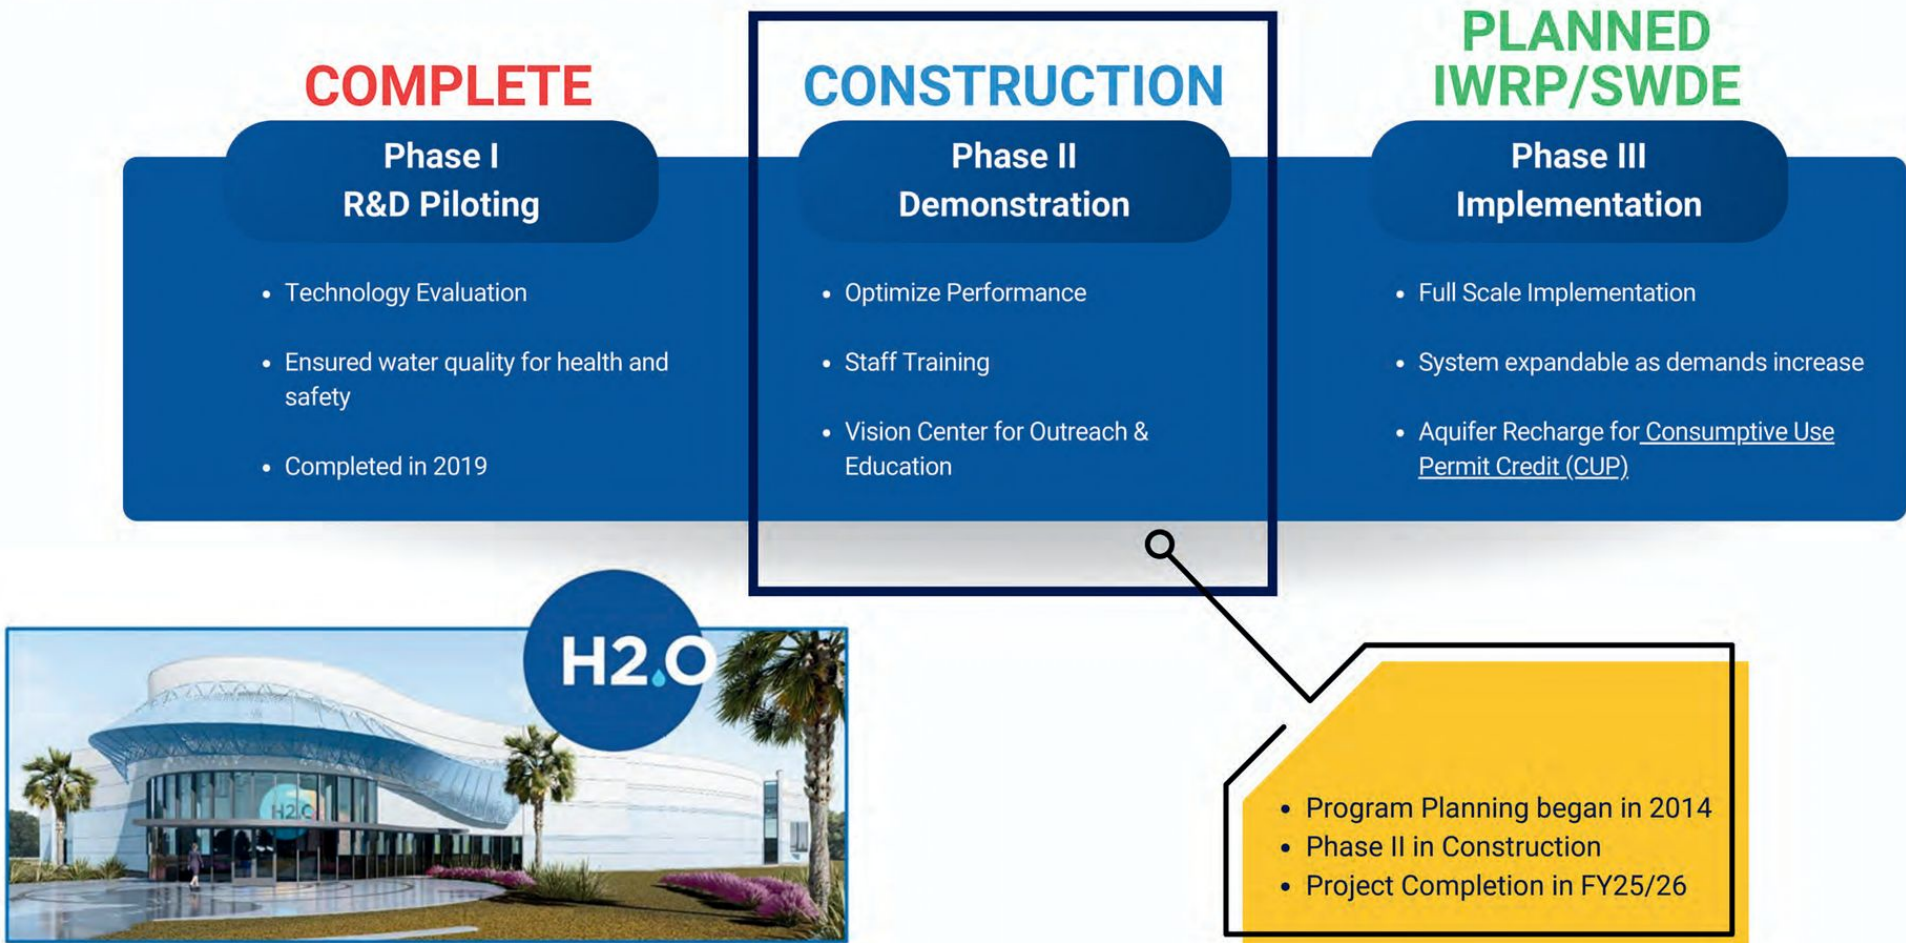 COMPLETE
Phase I
R&D Piloting
• Technology Evaluation
• Ensured water quality for health and
safety
• Completed in 2019
CONSTRUCTION
Phase II
Demonstration
• Optimize Performance
• Staff Training
• Vision Center for Outreach &
Education
PLANNED
IWRP/SWDE
Phase III
Implementation
• Full Scale Implementation
• System expandable as demands increase
• Aquifer Recharge for Consumptive Use
Permit Credit (CUP)
H2.O
H2.O
• Program Planning began in 2014
• Phase II in Construction
• Project Completion in FY25/26